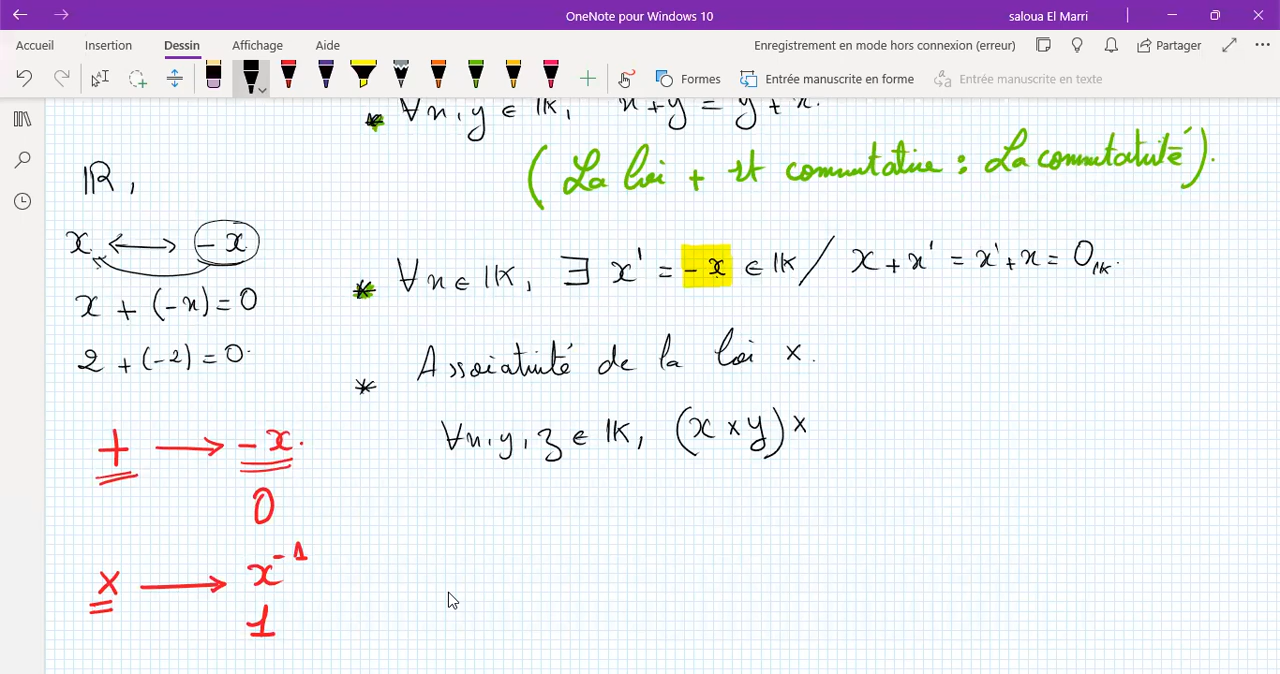 OneNote pour Windows 10
saloua El Marri
Accueil Insertion Dessin Affichage Aide
Enregistrement en mode hors connexion (erreur) Partager
Formes Entrée manuscrite en forme Entrée manuscrite en texte
* ∀x, y ∈ 𝕂, x + y = y + x.
(La loi + est commutative : La commutatité).
ℝ,
x ⟷ -x
x + (-x) = 0
2 + (-2) = 0.
* ∀x ∈ 𝕂, ∃ x' = -x ∈ 𝕂 / x + x' = x' + x = 0𝕂.
* Assoiativité de la loi ×.
∀x, y, z ∈ 𝕂, (x × y) ×
+ ⟶ -x.
0
× ⟶ x⁻¹
1